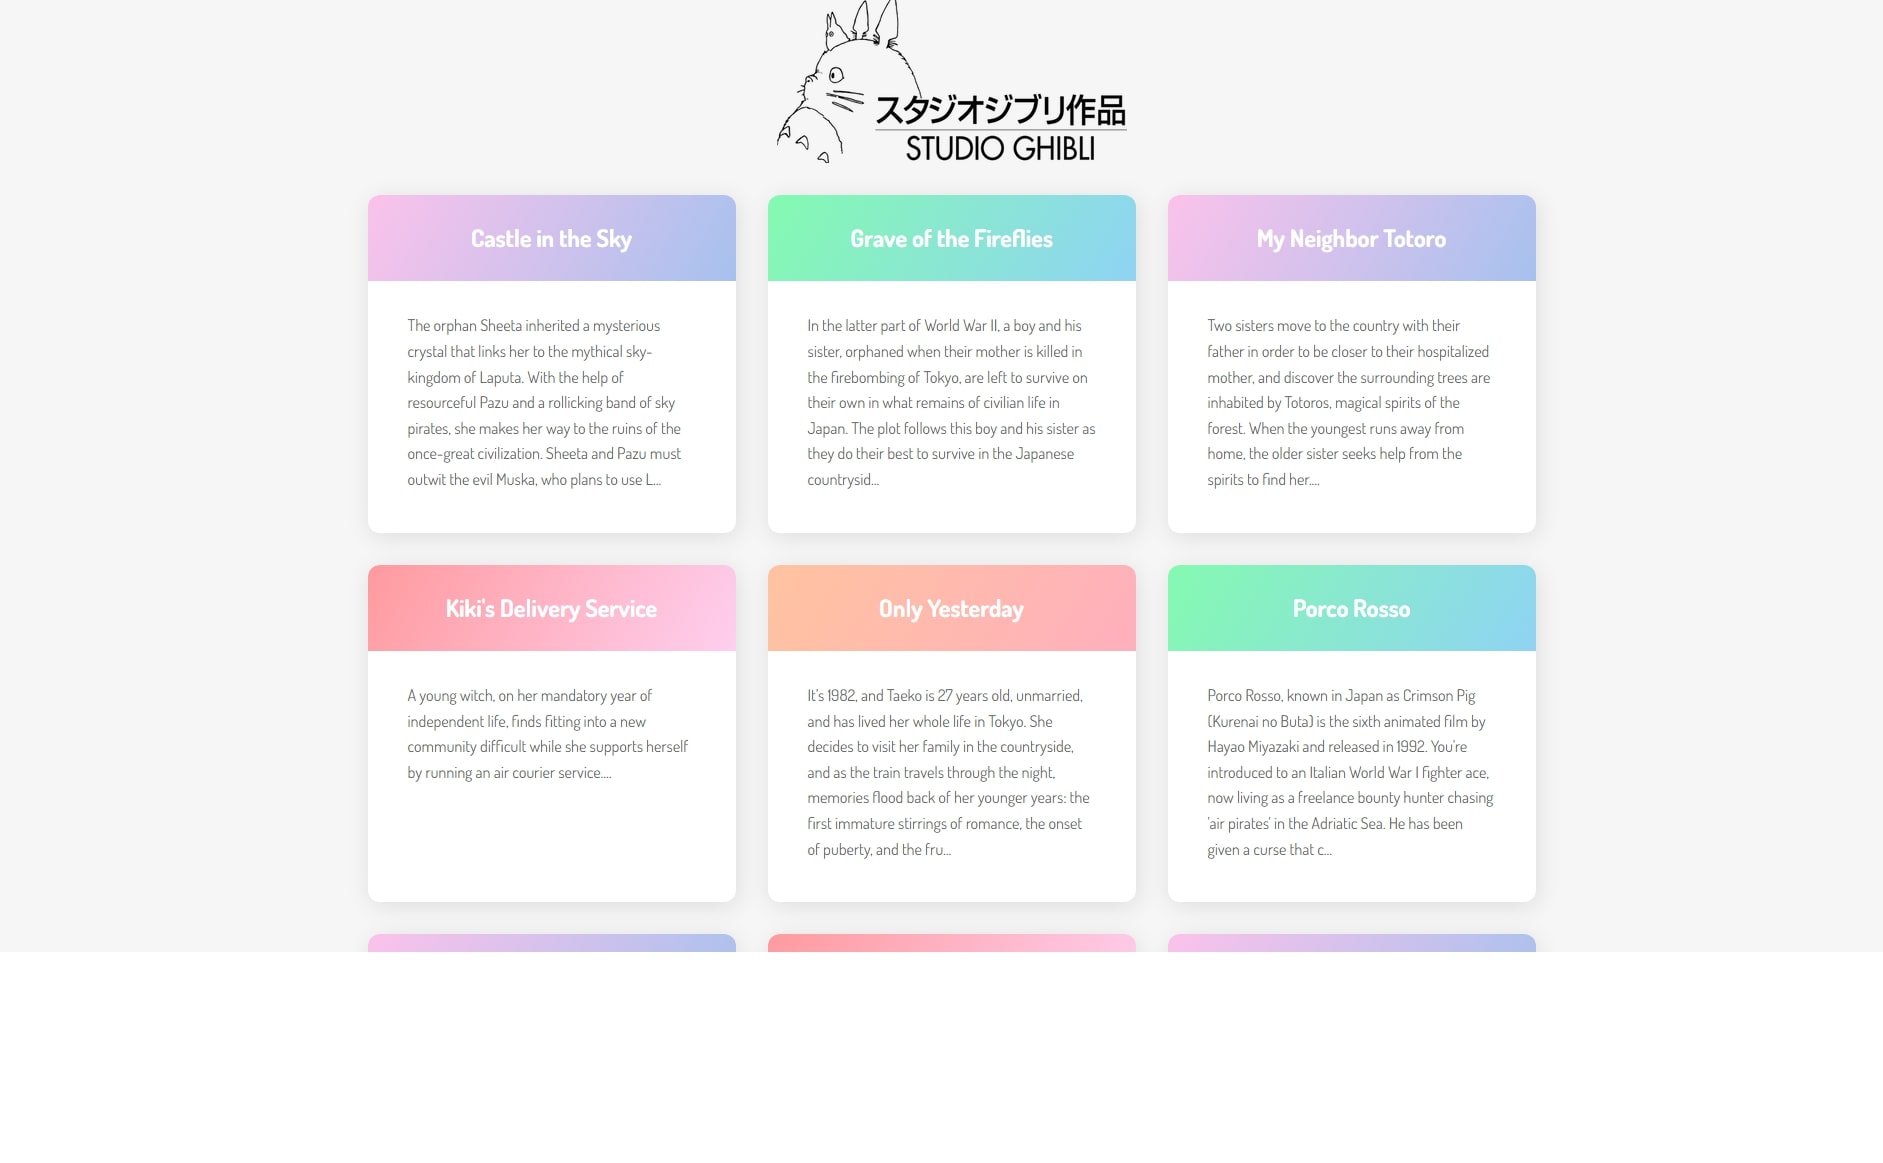 スタジオジブリ作品
STUDIO GHIBLI
Castle in the Sky
The orphan Sheeta inherited a mysterious
crystal that links her to the mythical sky-
kingdom of Laputa. With the help of
resourceful Pazu and a rollicking band of sky
pirates, she makes her way to the ruins of the
once-great civilization. Sheeta and Pazu must
outwit the evil Muska, who plans to use L...
Grave of the Fireflies
In the latter part of World War II, a boy and his
sister, orphaned when their mother is killed in
the firebombing of Tokyo, are left to survive on
their own in what remains of civilian life in
Japan. The plot follows this boy and his sister as
they do their best to survive in the Japanese
countrysid...
My Neighbor Totoro
Two sisters move to the country with their
father in order to be closer to their hospitalized
mother, and discover the surrounding trees are
inhabited by Totoros, magical spirits of the
forest. When the youngest runs away from
home, the older sister seeks help from the
spirits to find her....
Kiki's Delivery Service
A young witch, on her mandatory year of
independent life, finds fitting into a new
community difficult while she supports herself
by running an air courier service....
Only Yesterday
It's 1982, and Taeko is 27 years old, unmarried,
and has lived her whole life in Tokyo. She
decides to visit her family in the countryside,
and as the train travels through the night,
memories flood back of her younger years: the
first immature stirrings of romance, the onset
of puberty, and the fru...
Porco Rosso
Porco Rosso, known in Japan as Crimson Pig
(Kurenai no Buta) is the sixth animated film by
Hayao Miyazaki and released in 1992. You're
introduced to an Italian World War I fighter ace,
now living as a freelance bounty hunter chasing
'air pirates' in the Adriatic Sea. He has been
given a curse that c...